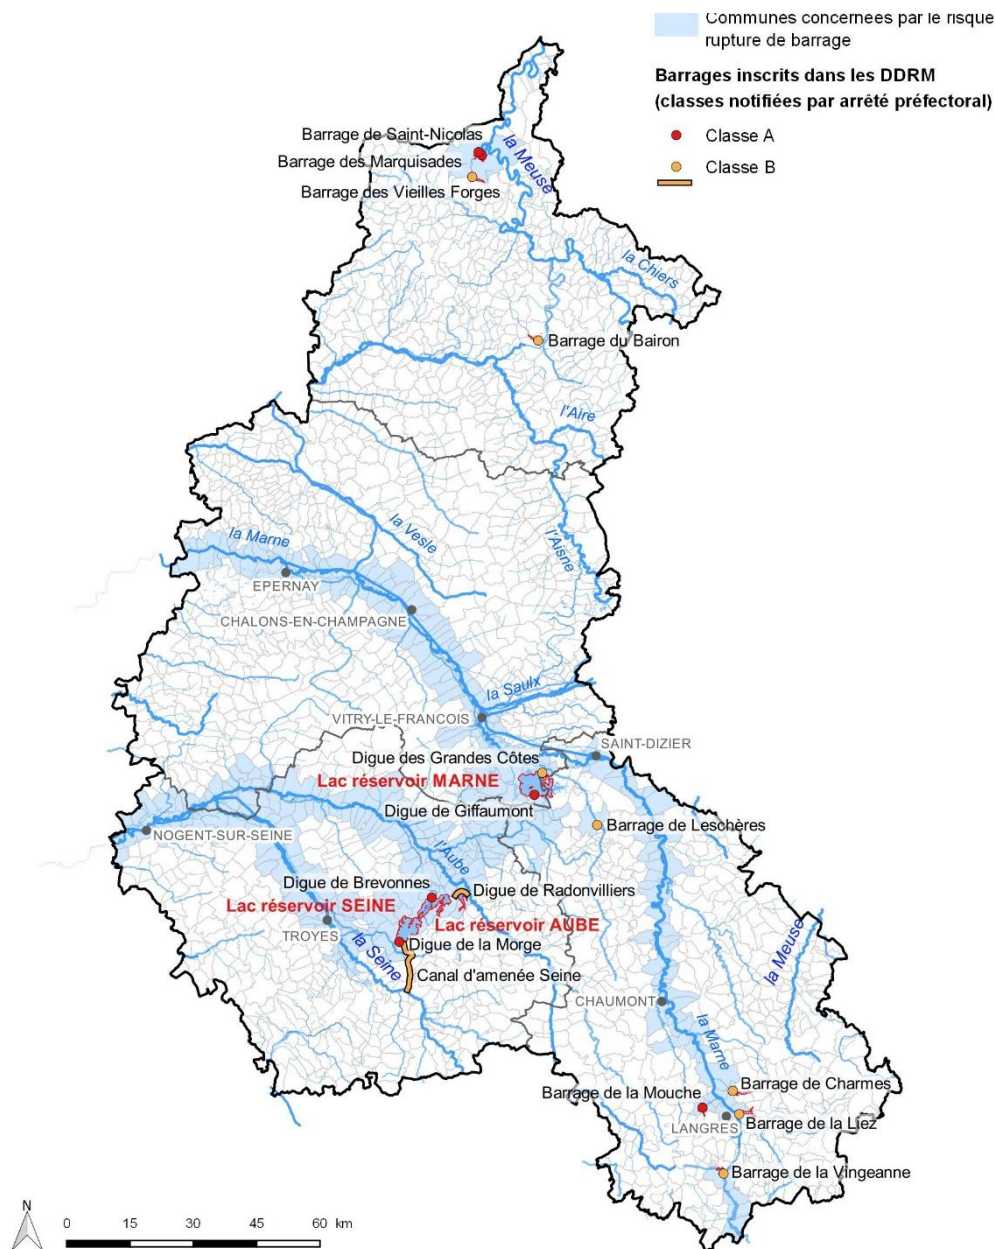 Communes concernées par le risque
rupture de barrage
Barrages inscrits dans les DDRM
(classes notifiées par arrêté préfectoral)
Classe A
Classe B
Barrage de Saint-Nicolas
Barrage des Marquisades
Barrage des Vieilles Forges
la Meuse
la Chiers
Barrage du Bairon
l'Aire
l'Aisne
la Vesle
la Marne
EPERNAY
CHALONS-EN-CHAMPAGNE
la Saulx
VITRY-LE-FRANCOIS
SAINT-DIZIER
Digue des Grandes Côtes
Lac réservoir MARNE
Digue de Giffaumont
Barrage de Leschères
NOGENT-SUR-SEINE
l'Aube
Digue de Brevonnes
Digue de Radonvilliers
Lac réservoir SEINE
Lac réservoir AUBE
TROYES
Digue de la Morge
la Seine
Canal d'amenée Seine
la Meuse
CHAUMONT
la Marne
Barrage de Charmes
Barrage de la Mouche
LANGRES
Barrage de la Liez
Barrage de la Vingeanne
N
0 15 30 45 60 km